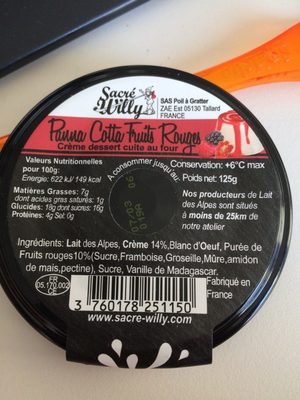 Sacré
Willy
SAS Poil à Gratter
ZAE Est 05130 Tallard
FRANCE
Panna Cotta Fruits Rouges
Crème dessert cuite au four
Valeurs Nutritionnelles
pour 100g:
Energie: 622 kJ/ 149 kcal
Matières Grasses: 7g
dont acides gras saturés: 1g
Glucides: 18g dont sucres: 16g
Protéines: 4g Sel: 0g
A consommer jusqu'au:
Conservation: +6°C max
Poids net: 125g
Nos producteurs de Lait
des Alpes sont situés
à moins de 25km de
notre atelier
Ingrédients: Lait des Alpes, Crème 14%,Blanc d'Oeuf, Purée de
Fruits rouges10%(Sucre,Framboise,Groseille,Mûre,amidon
de mais,pectine), Sucre, Vanille de Madagascar.
FR
05.170.002
CE
Fabriqué en
France
3 760178 251150
www.sacre-willy.com